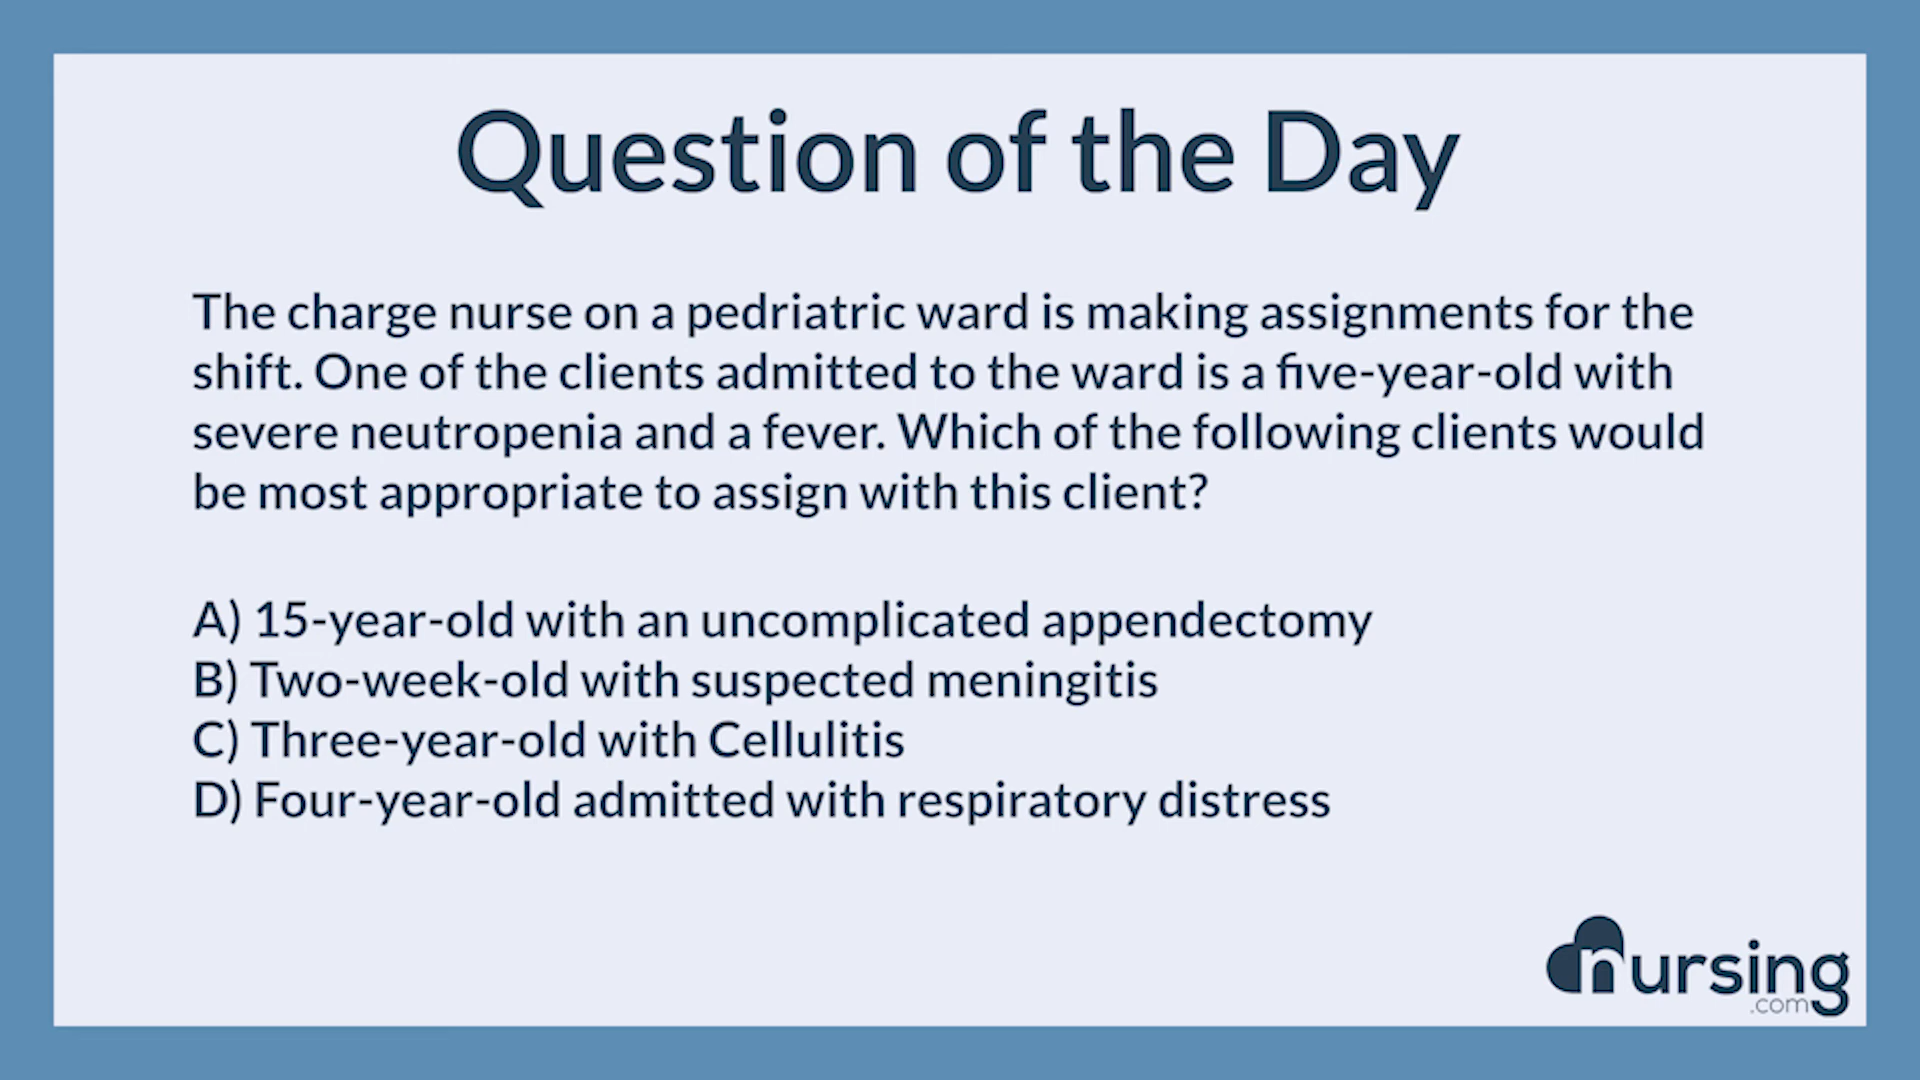 Question of the Day
The charge nurse on a pedriatric ward is making assignments for the
shift. One of the clients admitted to the ward is a five-year-old with
severe neutropenia and a fever. Which of the following clients would
be most appropriate to assign with this client?
A) 15-year-old with an uncomplicated appendectomy
B) Two-week-old with suspected meningitis
C) Three-year-old with Cellulitis
D) Four-year-old admitted with respiratory distress
nursing
.com